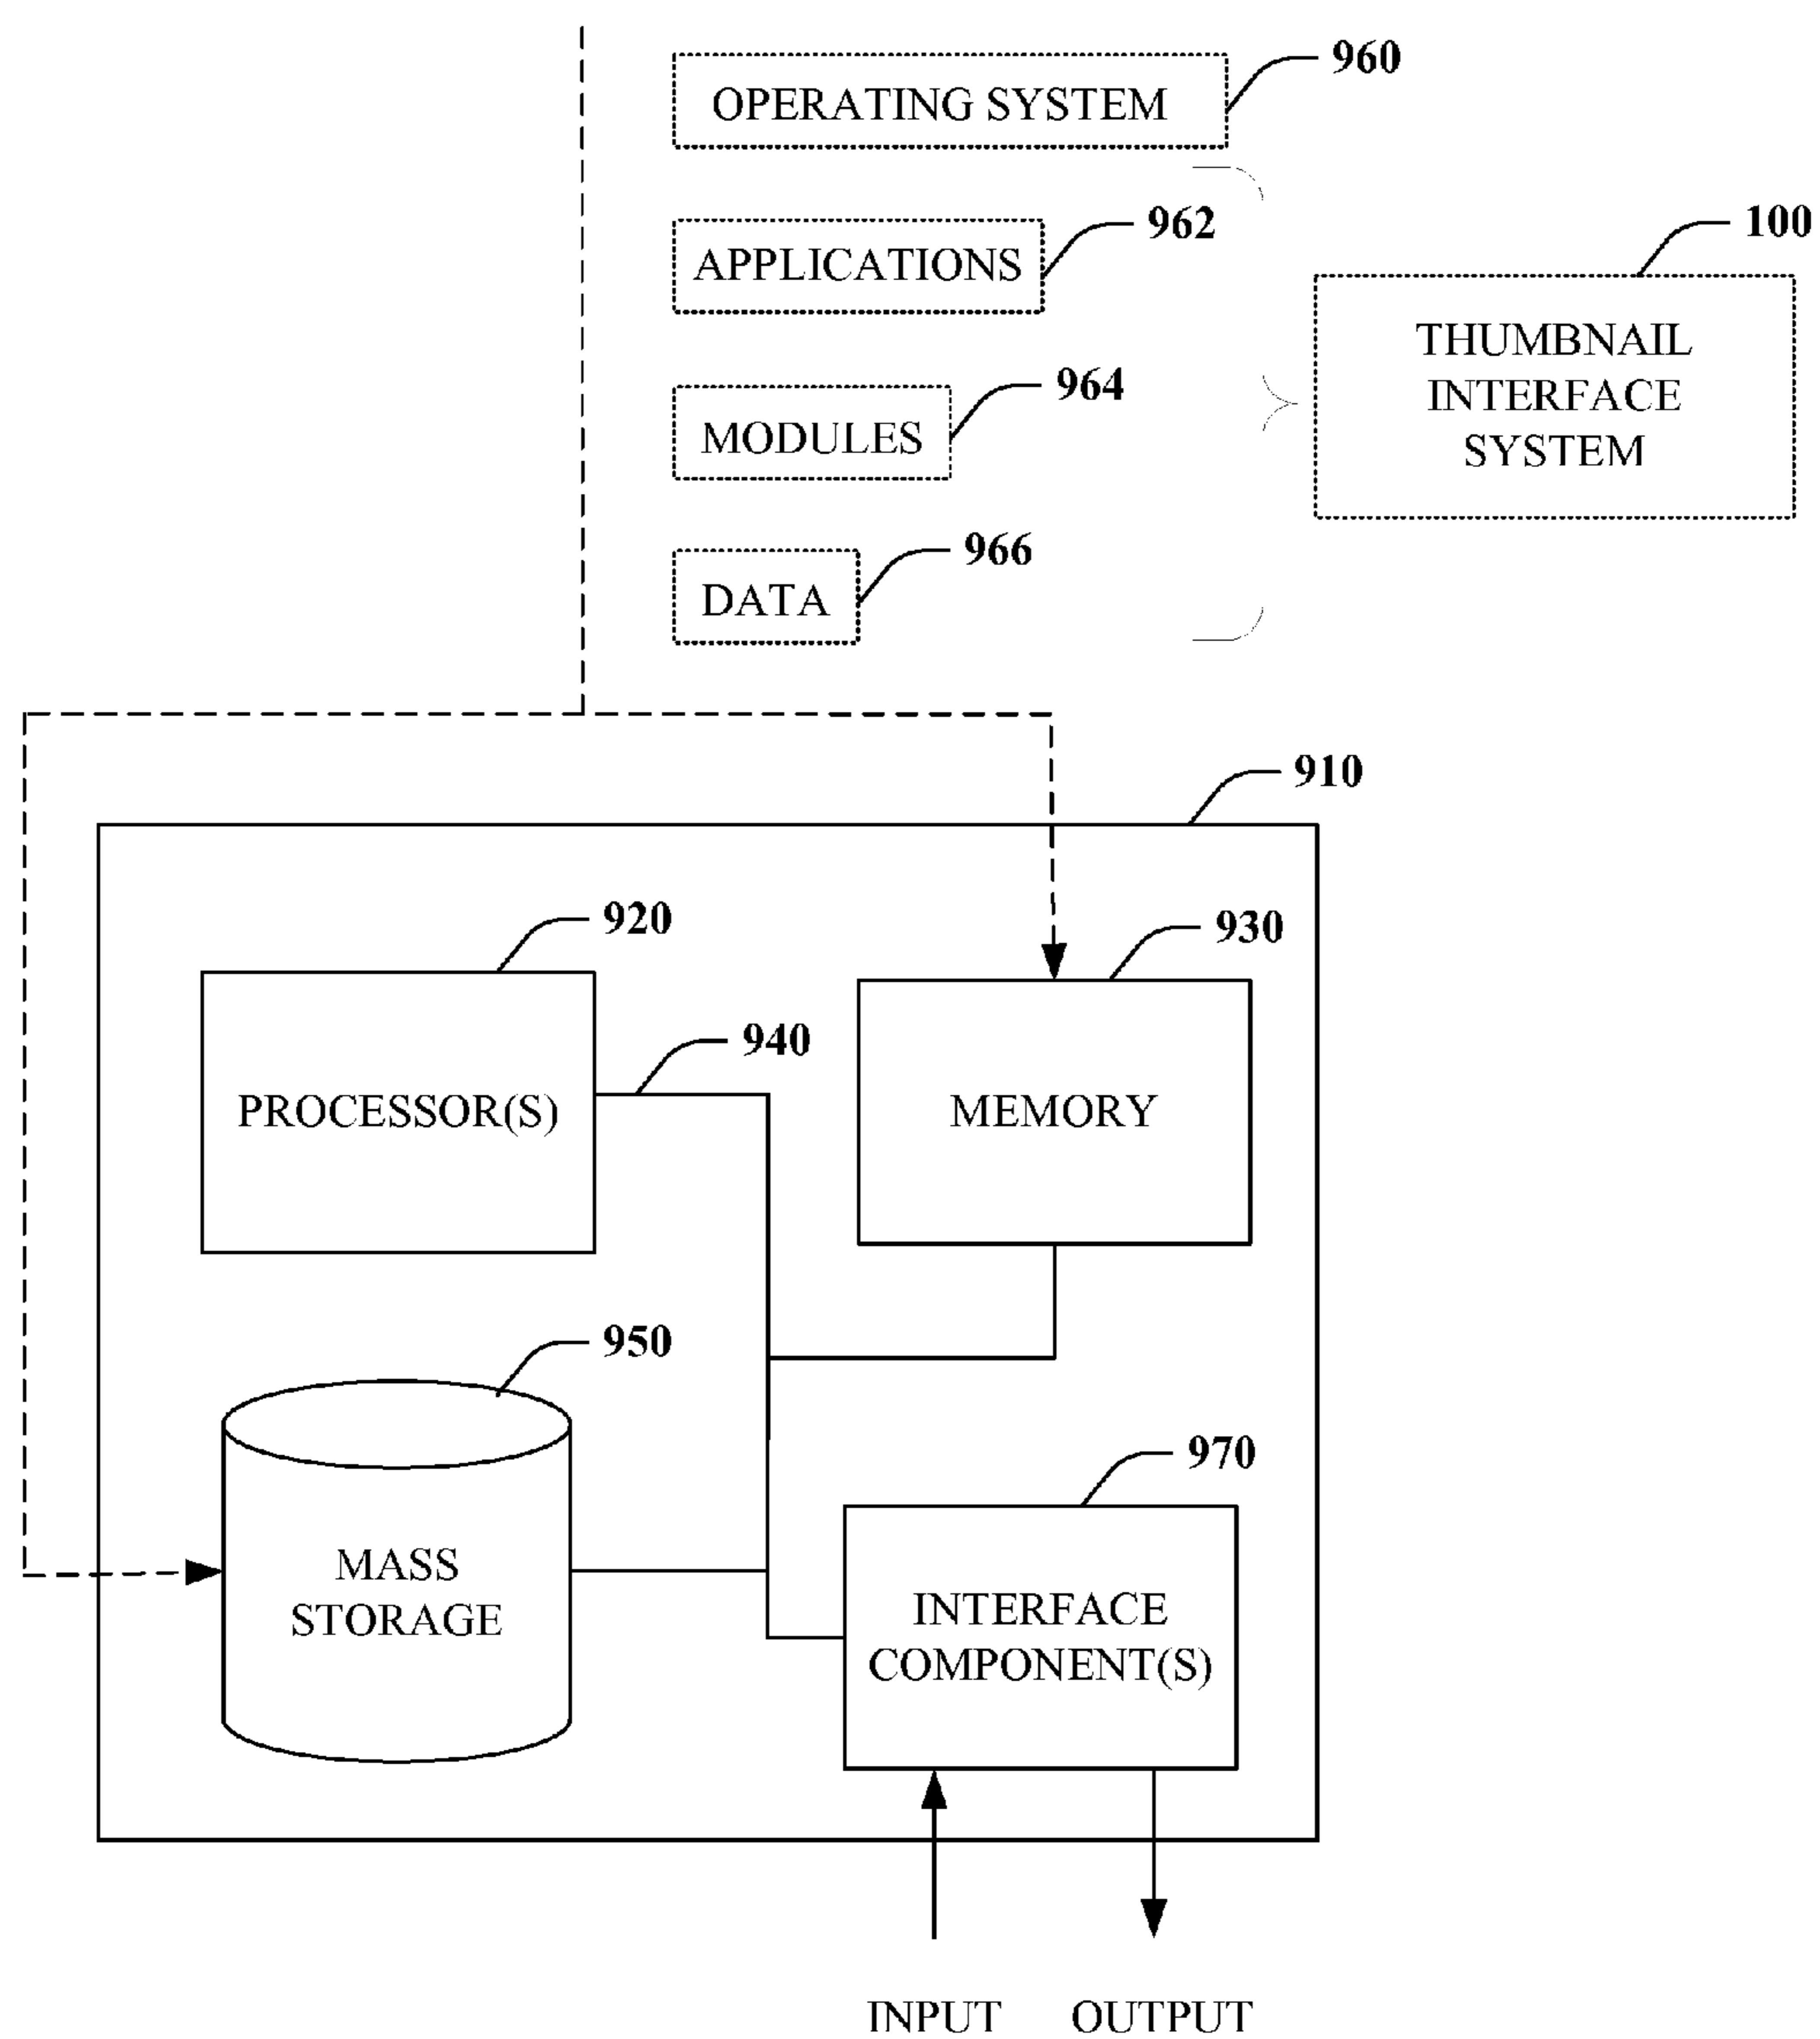 960
OPERATING SYSTEM
962
APPLICATIONS
100
THUMBNAIL
INTERFACE
SYSTEM
964
MODULES
966
DATA
910
920
930
PROCESSOR(S)
940
MEMORY
950
MASS
STORAGE
970
INTERFACE
COMPONENT(S)
INPUT
OUTPUT